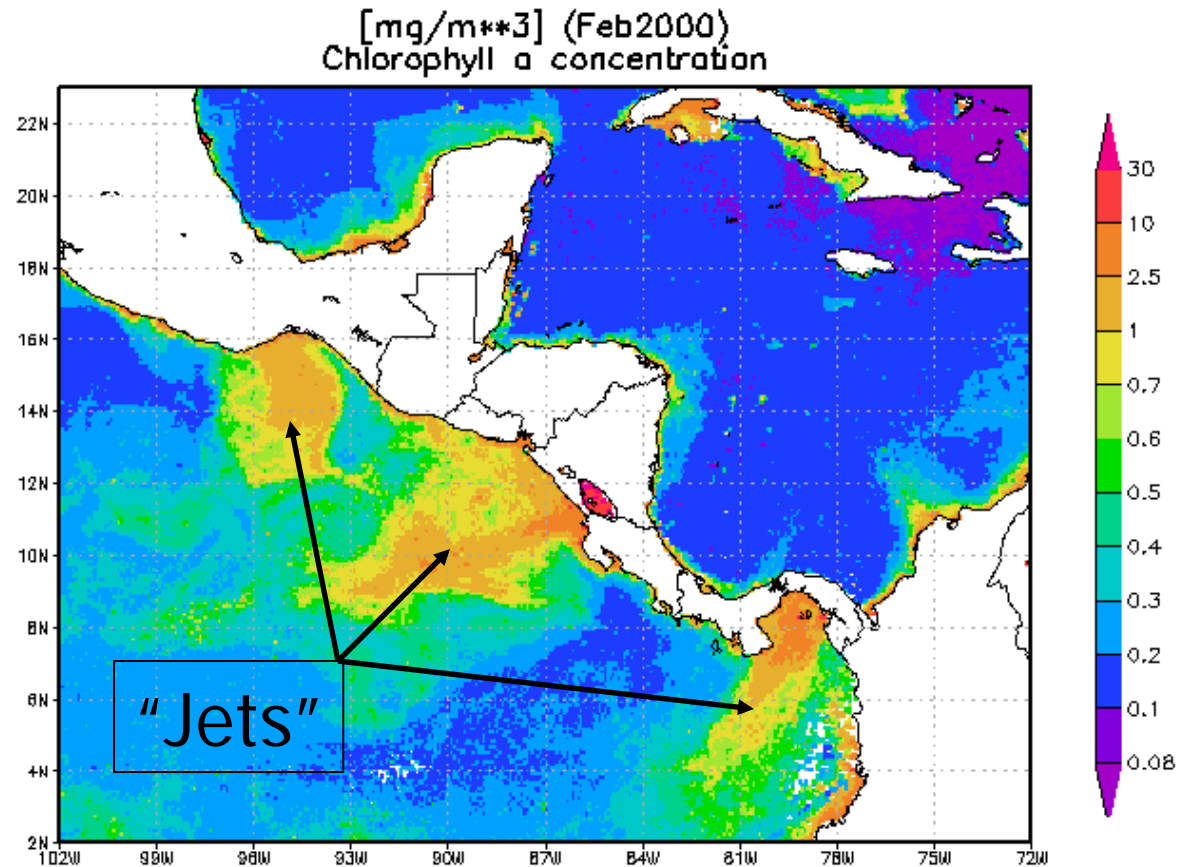 [mg/m**3] (Feb2000)
Chlorophyll a concentration
22N
20N
18N
16N
14N
12N
10N
8N
6N
4N
2N
102W 99W 96W 93W 90W 87W 84W 81W 78W 75W 72W
30
10
2.5
1
0.7
0.6
0.5
0.4
0.3
0.2
0.1
0.08
“Jets”